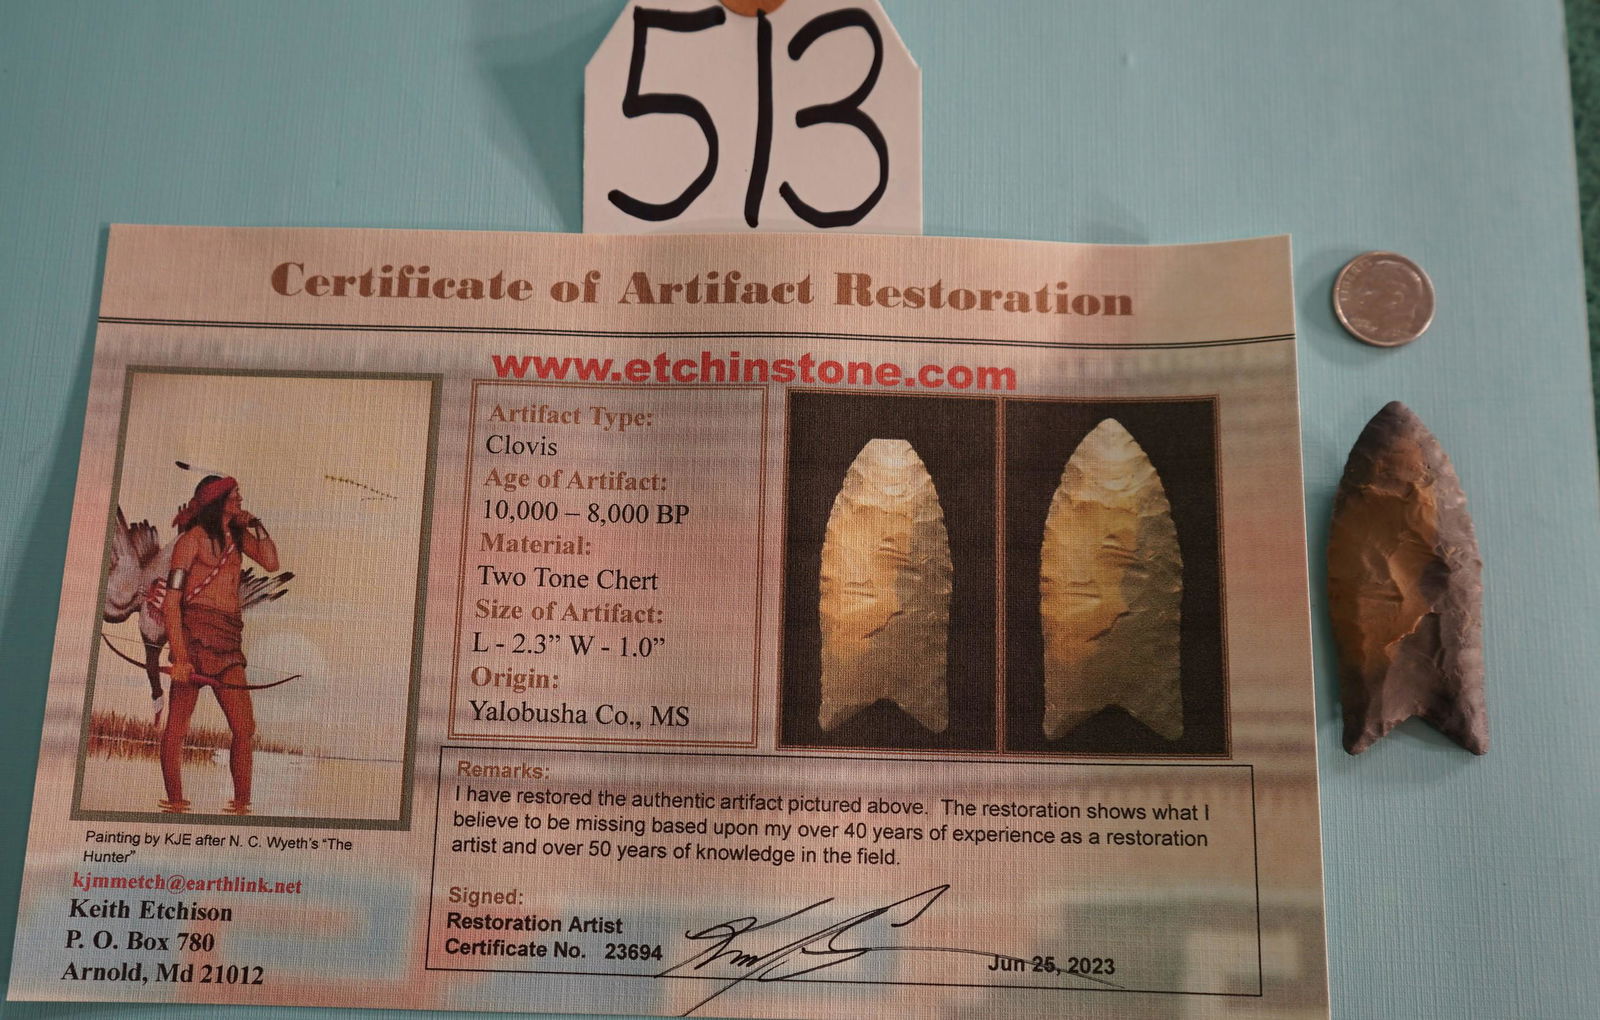 513
Certificate of Artifact Restoration
www.etchinstone.com
Artifact Type:
Clovis
Age of Artifact:
10,000 – 8,000 BP
Material:
Two Tone Chert
Size of Artifact:
L - 2.3” W - 1.0”
Origin:
Yalobusha Co., MS
Painting by KJE after N. C. Wyeth's “The
Hunter”
kjmmetch@earthlink.net
Keith Etchison
P. O. Box 780
Arnold, Md 21012
Remarks:
I have restored the authentic artifact pictured above. The restoration shows what I
believe to be missing based upon my over 40 years of experience as a restoration
artist and over 50 years of knowledge in the field.
Signed:
Restoration Artist
Certificate No. 23694
Jun 25, 2023